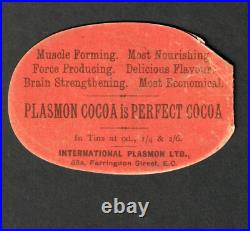 Muscle Forming. Most Nourishing.
Force Producing. Delicious Flavour.
Brain Strengthening. Most Economical.
PLASMON COCOA is PERFECT COCOA
In Tins at 9d., 1/4 & 2/6.
INTERNATIONAL PLASMON LTD.,
Farringdon Street, E.C.